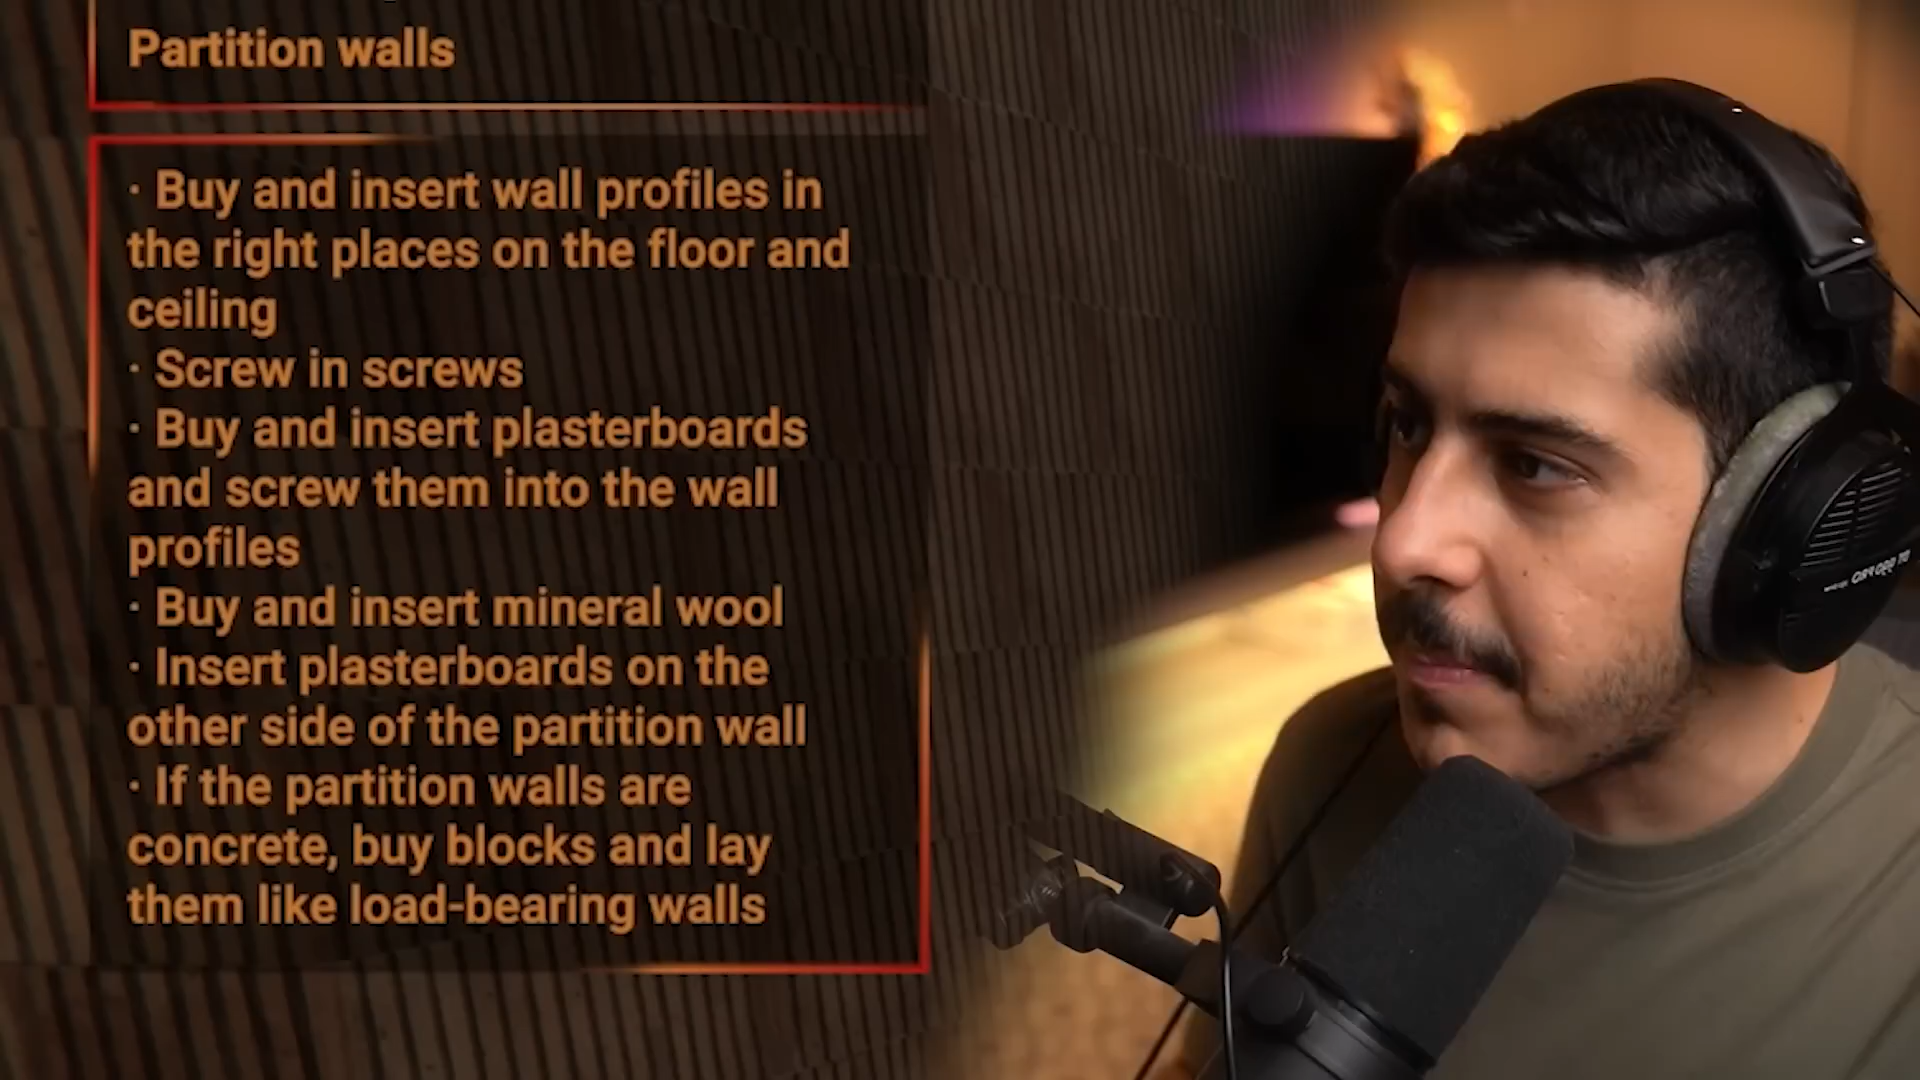 Partition walls
· Buy and insert wall profiles in
the right places on the floor and
ceiling
· Screw in screws
· Buy and insert plasterboards
and screw them into the wall
profiles
· Buy and insert mineral wool
· Insert plasterboards on the
other side of the partition wall
· If the partition walls are
concrete, buy blocks and lay
them like load-bearing walls
DT 990 PRO